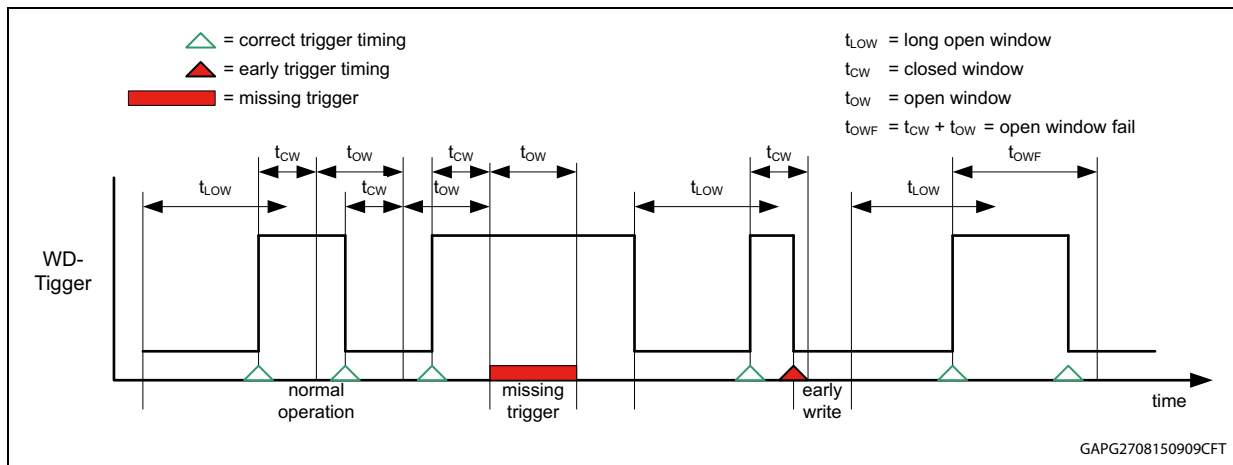 = correct trigger timing
= early trigger timing
= missing trigger
tLOW = long open window
tCW = closed window
tOW = open window
tOWF = tCW + tOW = open window fail
tCW
tOW
tCW
tOW
tCW
tOWF
tLOW
tCW
tOW
tLOW
tLOW
WD-
Tigger
normal
operation
missing
trigger
early
write
time
GAPG2708150909CFT